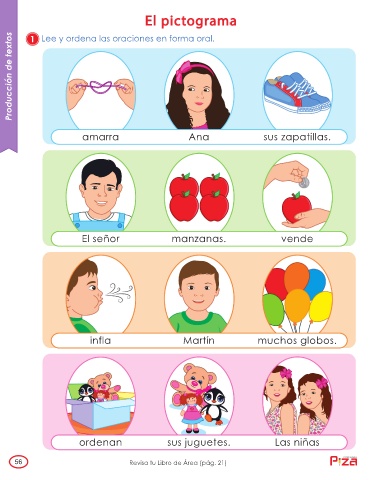 El pictograma
Producción de textos
1 Lee y ordena las oraciones en forma oral.
amarra Ana sus zapatillas.
El señor manzanas. vende
infla Martín muchos globos.
ordenan sus juguetes. Las niñas
56 Revisa tu Libro de Área (pág. 21)